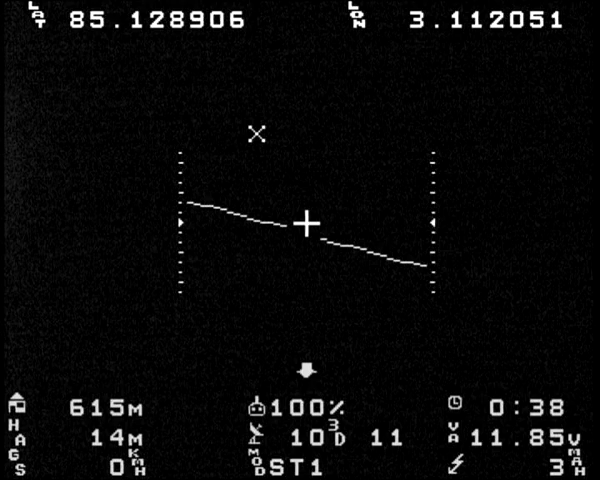 LAT 85.128906 LON 3.112051
615M 100% 0:38
HAG 14M 10 3D 11 VA 11.85V
GS 0KMH MOD ST1 3MAH